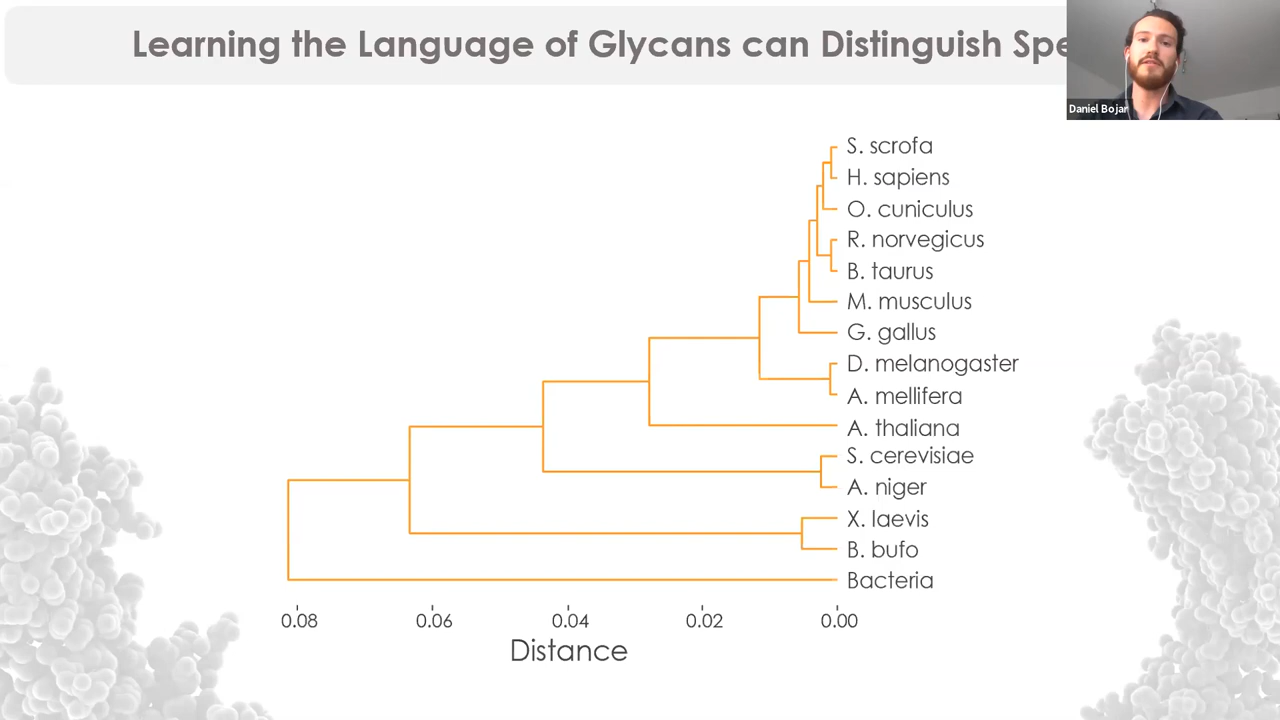 Learning the Language of Glycans can Distinguish Spe
Daniel Bojar
S. scrofa
H. sapiens
O. cuniculus
R. norvegicus
B. taurus
M. musculus
G. gallus
D. melanogaster
A. mellifera
A. thaliana
S. cerevisiae
A. niger
X. laevis
B. bufo
Bacteria
0.08 0.06 0.04 0.02 0.00
Distance